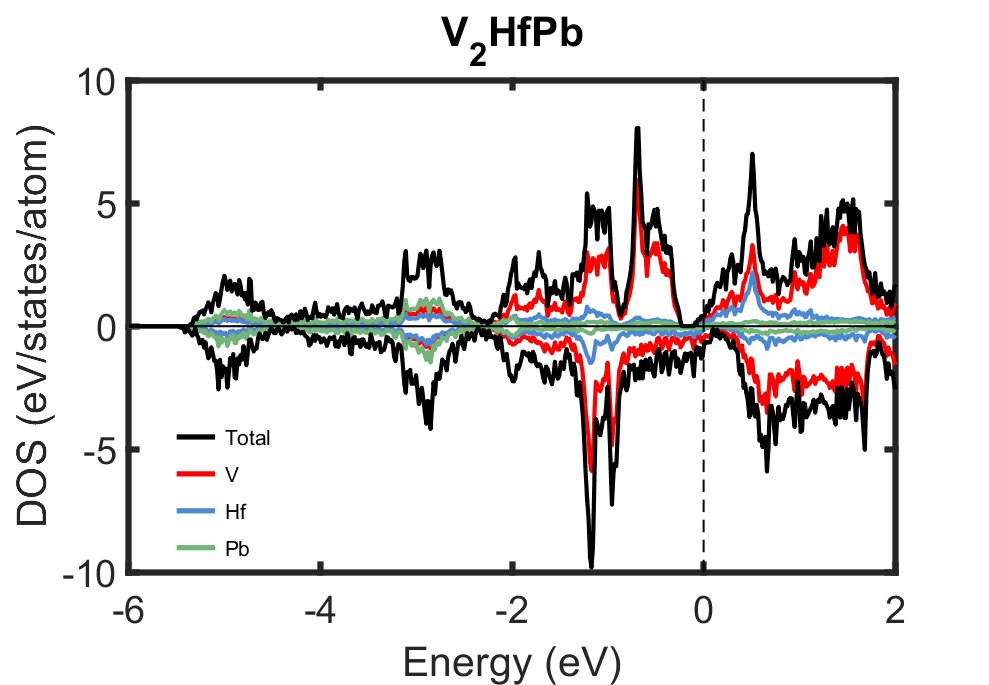 V2HfPb
DOS (eV/states/atom)
10
5
0
-5
-10
Total
V
Hf
Pb
-6 -4 -2 0 2
Energy (eV)